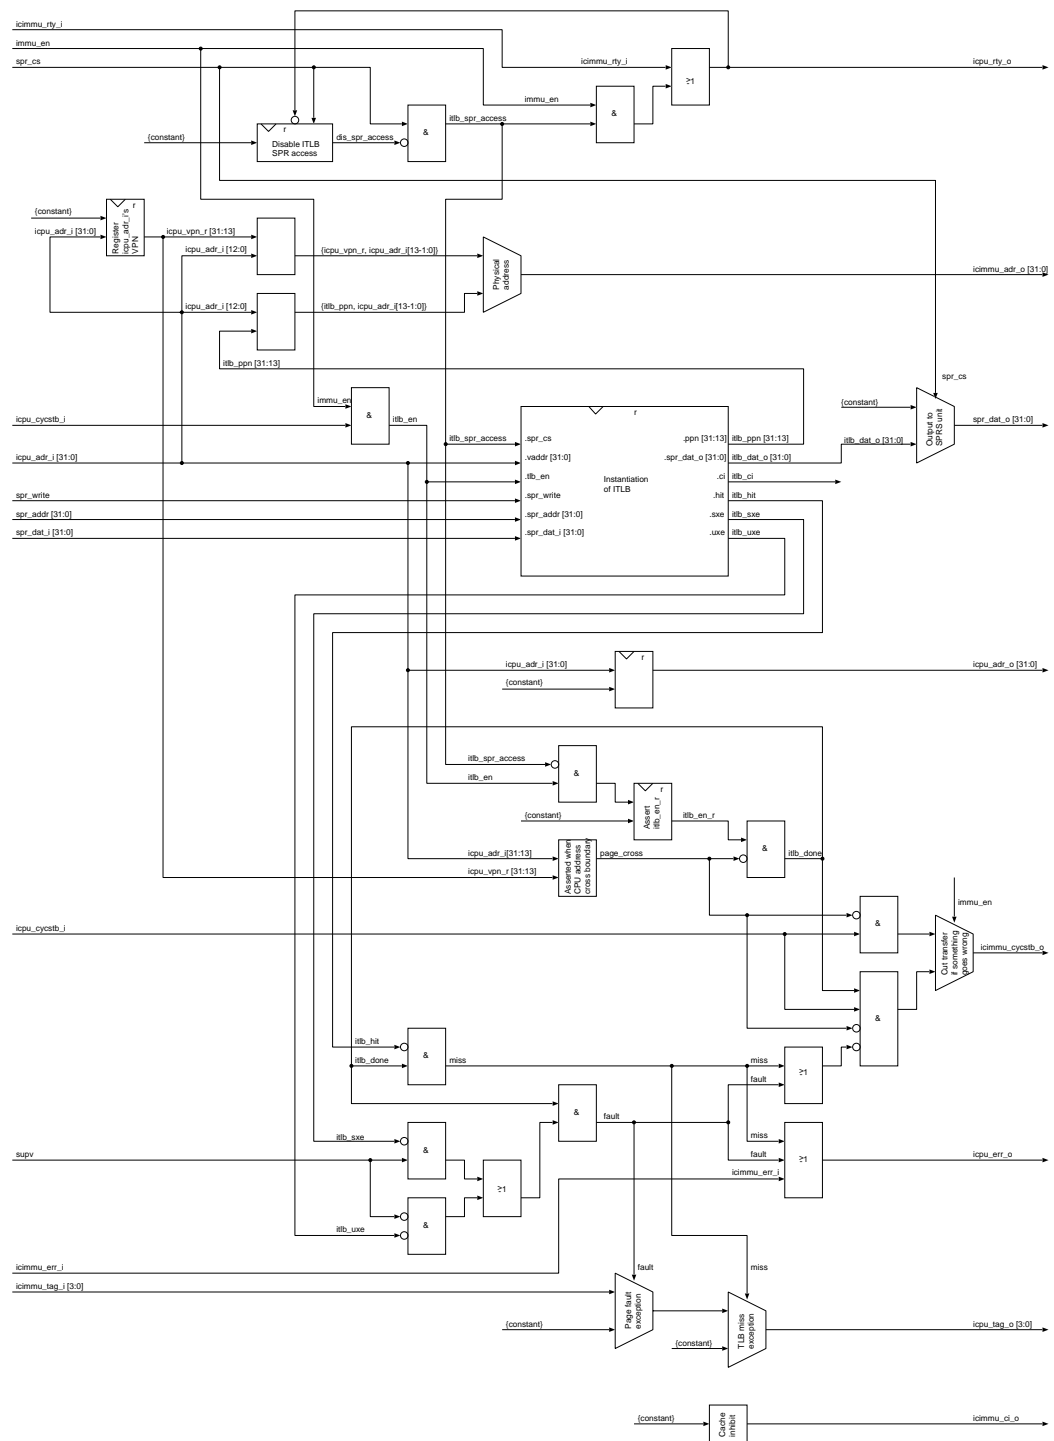 icimmu_rty_i
immu_en
spr_cs
icimmu_rty_i
≥1
icpu_rty_o
immu_en
&
{constant}
r
Disable ITLB
SPR access
dis_spr_access
&
itlb_spr_access
{constant}
icpu_adr_i [31:0]
r
Register
icpu_adr_i's
VPN
icpu_vpn_r [31:13]
icpu_adr_i [12:0]
{icpu_vpn_r, icpu_adr_i[13-1:0]}
Physical
address
icimmu_adr_o [31:0]
icpu_adr_i [12:0]
{itlb_ppn, icpu_adr_i[13-1:0]}
itlb_ppn [31:13]
spr_cs
immu_en
&
itlb_en
icpu_cycstb_i
{constant}
itlb_dat_o [31:0]
Output to
SPRS unit
spr_dat_o [31:0]
r
itlb_spr_access
.spr_cs
.ppn [31:13]
itlb_ppn [31:13]
icpu_adr_i [31:0]
.vaddr [31:0]
.spr_dat_o [31:0]
itlb_dat_o [31:0]
.tlb_en
Instantiation
of ITLB
.ci
itlb_ci
spr_write
.spr_write
.hit
itlb_hit
spr_addr [31:0]
.spr_addr [31:0]
.sxe
itlb_sxe
spr_dat_i [31:0]
.spr_dat_i [31:0]
.uxe
itlb_uxe
icpu_adr_i [31:0]
{constant}
r
icpu_adr_o [31:0]
itlb_spr_access
itlb_en
&
{constant}
r
Assert
itlb_en_r
itlb_en_r
&
itlb_done
icpu_adr_i[31:13]
icpu_vpn_r [31:13]
Asserted when
CPU address
cross boundary
page_cross
immu_en
icpu_cycstb_i
&
Cut transfer
if something
goes wrong
icimmu_cycstb_o
&
itlb_hit
itlb_done
&
miss
miss
fault
≥1
&
fault
itlb_sxe
&
miss
fault
icimmu_err_i
≥1
icpu_err_o
supv
≥1
itlb_uxe
&
icimmu_err_i
fault
miss
icimmu_tag_i [3:0]
{constant}
Page fault
exception
{constant}
TLB miss
exception
icpu_tag_o [3:0]
{constant}
Cache
inhibit
icimmu_ci_o